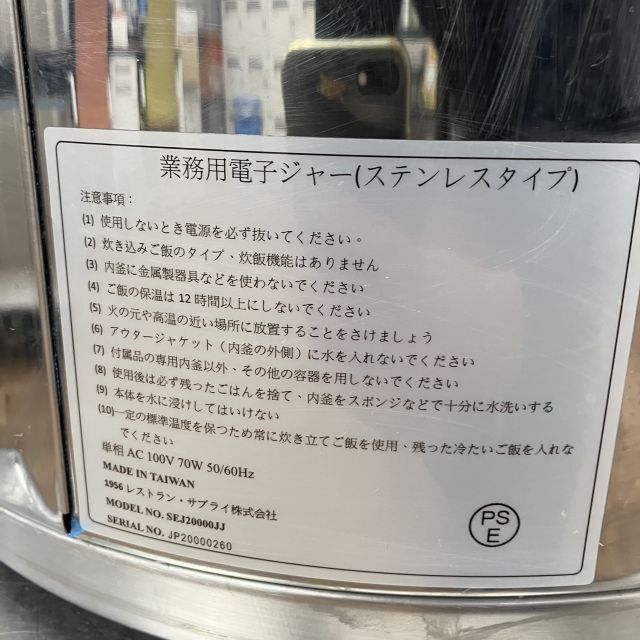 業務用電子ジャー(ステンレスタイプ)
注意事項：
(1) 使用しないとき電源を必ず抜いてください。
(2) 炊き込みご飯のタイプ、炊飯機能はありません
(3) 内釜に金属製器具などを使わないでください
(4) ご飯の保温は 12 時間以上にしないでください
(5) 火の元や高温の近い場所に放置することをさけましょう
(6) アウタージャケット（内釜の外側）に水を入れないでください
(7) 付属品の専用内釜以外、その他の容器を用しないでください
(8) 使用後は必ず残ったごはんを捨て、内釜をスポンジなどで十分に水洗いする
(9) 本体を水に浸けてはいけない
(10)一定の標準温度を保つため常に炊き立てご飯を使用、残った冷たいご飯を入れな
でください
単相 AC 100V 70W 50/60Hz
MADE IN TAIWAN
1956 レストラン・サプライ株式会社
MODEL NO. SEJ20000JJ
SERIAL NO. JP20000260
PS
E